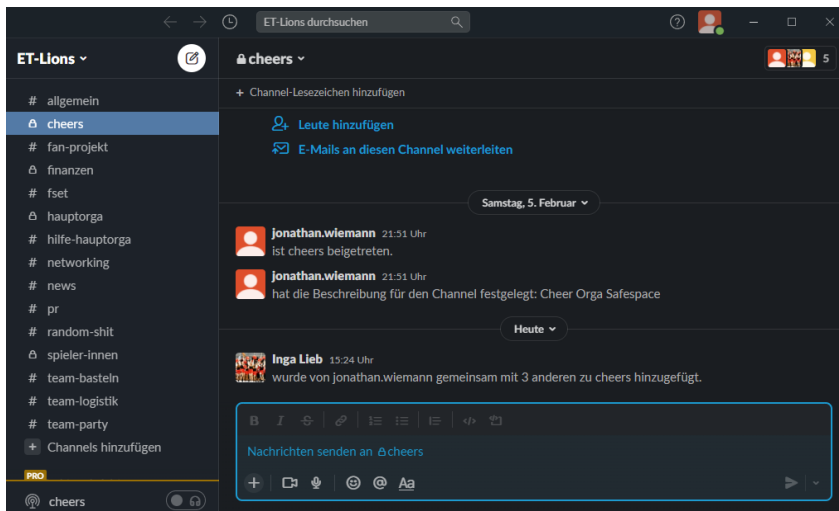 ET-Lions durchsuchen
ET-Lions
# allgemein
cheers
# fan-projekt
finanzen
# fset
hauptorga
# hilfe-hauptorga
# networking
# news
# pr
# random-shit
spieler-innen
# team-basteln
# team-logistik
# team-party
+ Channels hinzufügen
PRO
cheers
cheers
5
+ Channel-Lesezeichen hinzufügen
Leute hinzufügen
E-Mails an diesen Channel weiterleiten
Samstag, 5. Februar
jonathan.wiemann 21:51 Uhr
ist cheers beigetreten.
jonathan.wiemann 21:51 Uhr
hat die Beschreibung für den Channel festgelegt: Cheer Orga Safespace
Heute
Inga Lieb 15:24 Uhr
wurde von jonathan.wiemann gemeinsam mit 3 anderen zu cheers hinzugefügt.
B I S
Nachrichten senden an cheers
+ @ Aa